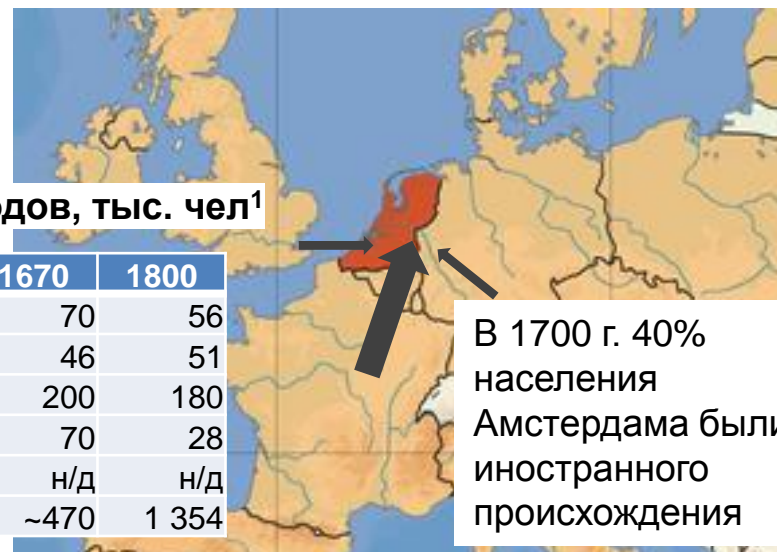 дов, тыс. чел¹
1670 1800
70 56
46 51
200 180
70 28
н/д н/д
~470 1 354
В 1700 г. 40%
населения
Амстердама были
иностранного
происхождения